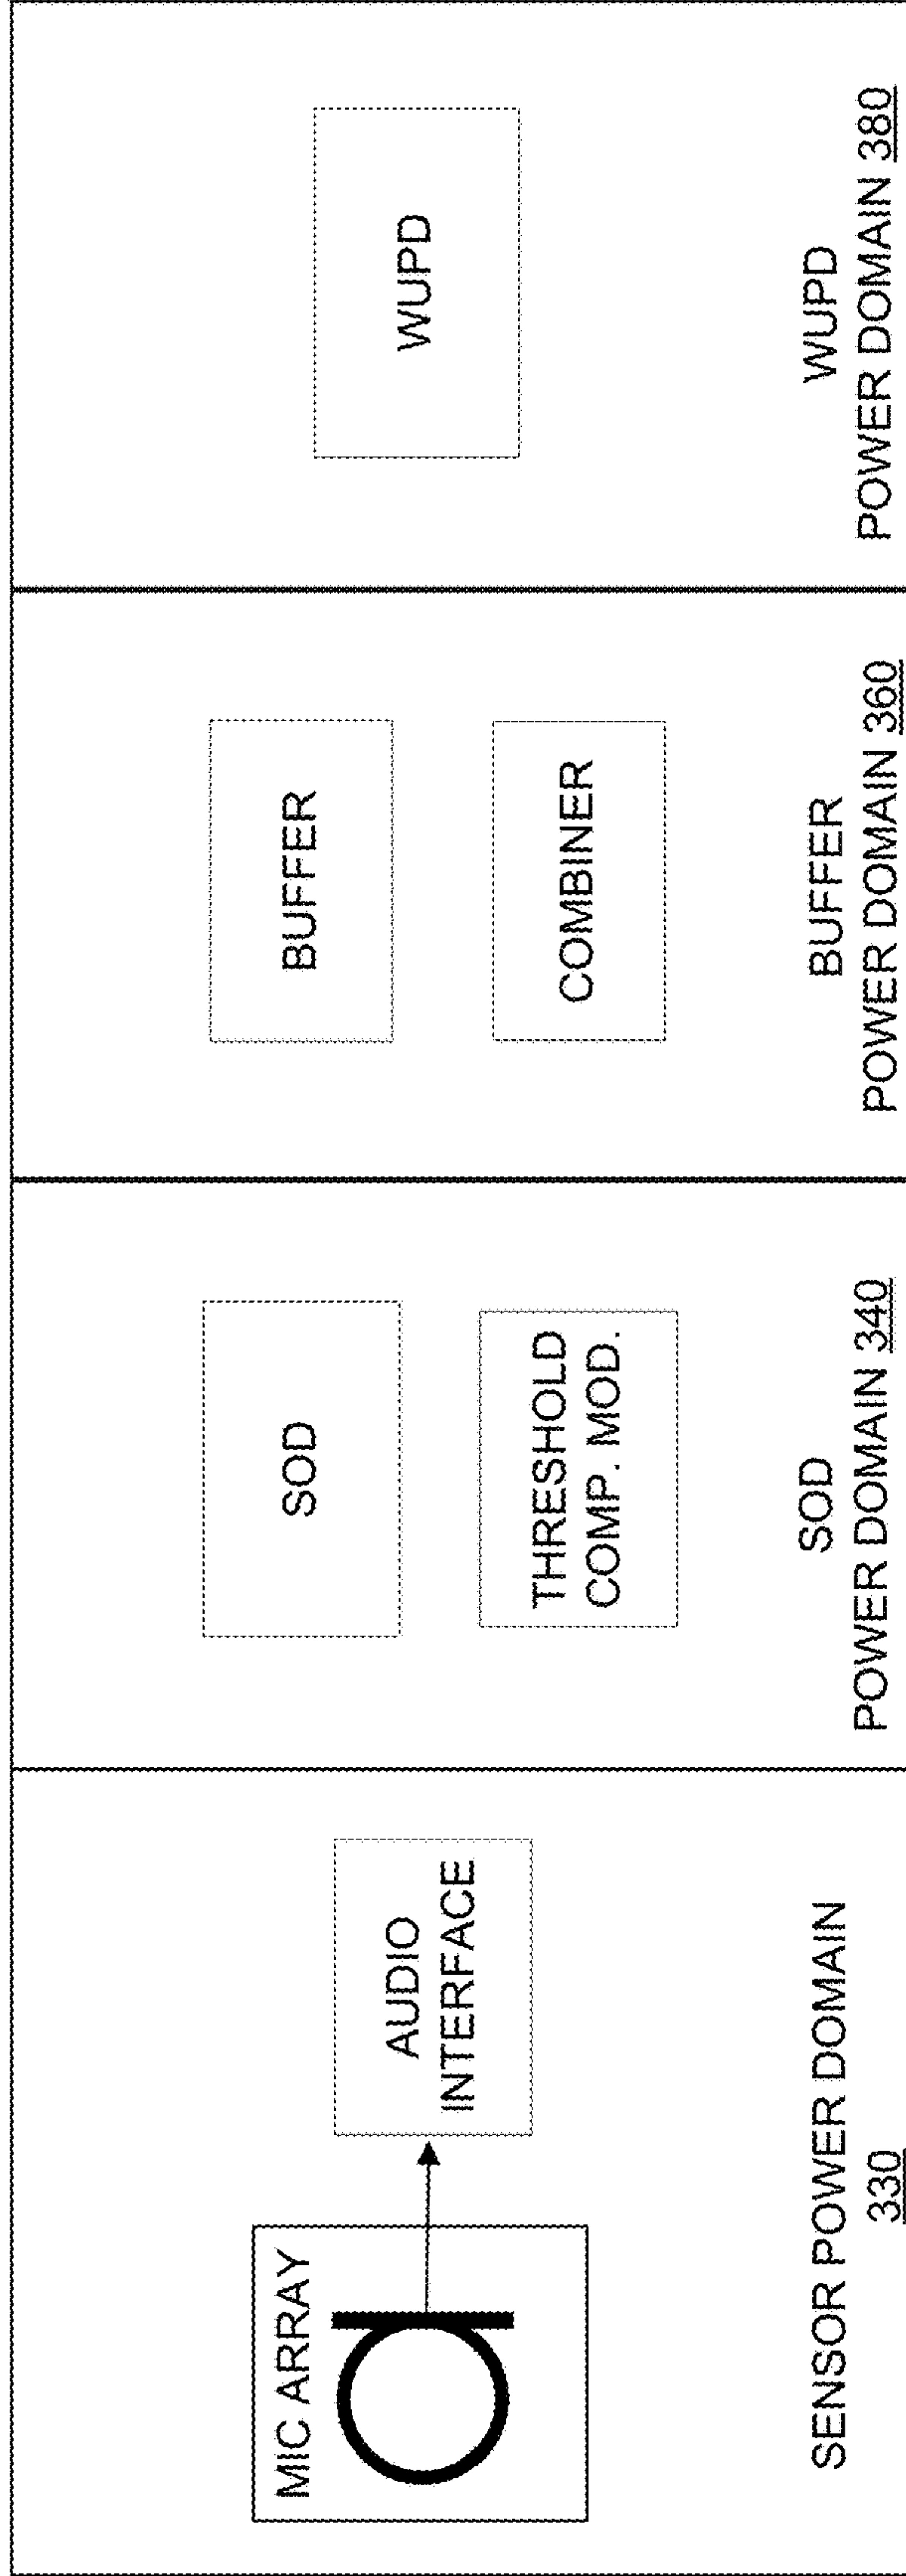 MIC ARRAY
AUDIO
INTERFACE
SENSOR POWER DOMAIN
330
SOD
THRESHOLD
COMP. MOD.
SOD
POWER DOMAIN 340
BUFFER
COMBINER
BUFFER
POWER DOMAIN 360
WUPD
WUPD
POWER DOMAIN 380